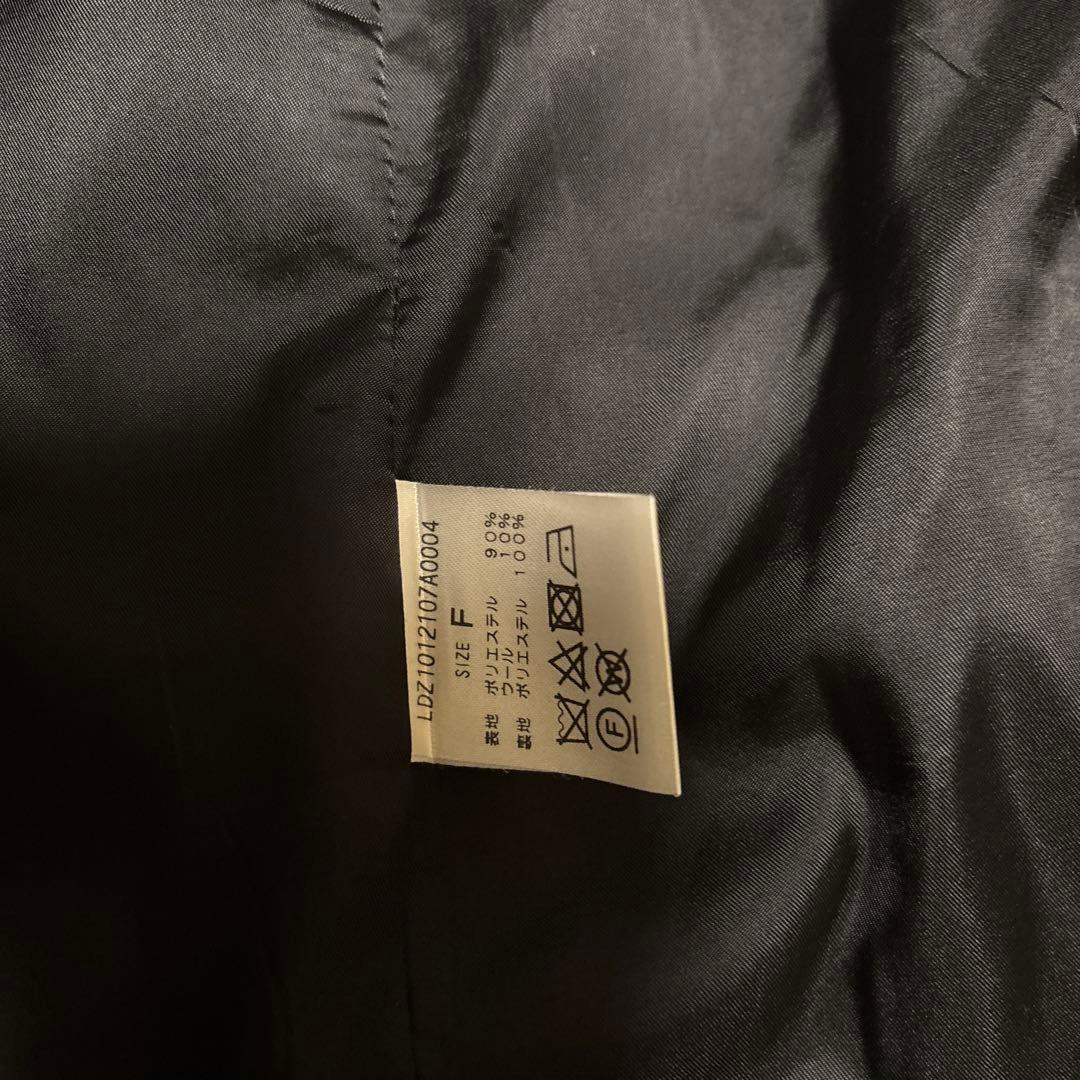 LDZ1012107A0004
SIZE F
表地 ポリエステル 90%
ウール 10%
裏地 ポリエステル 100%
F
W